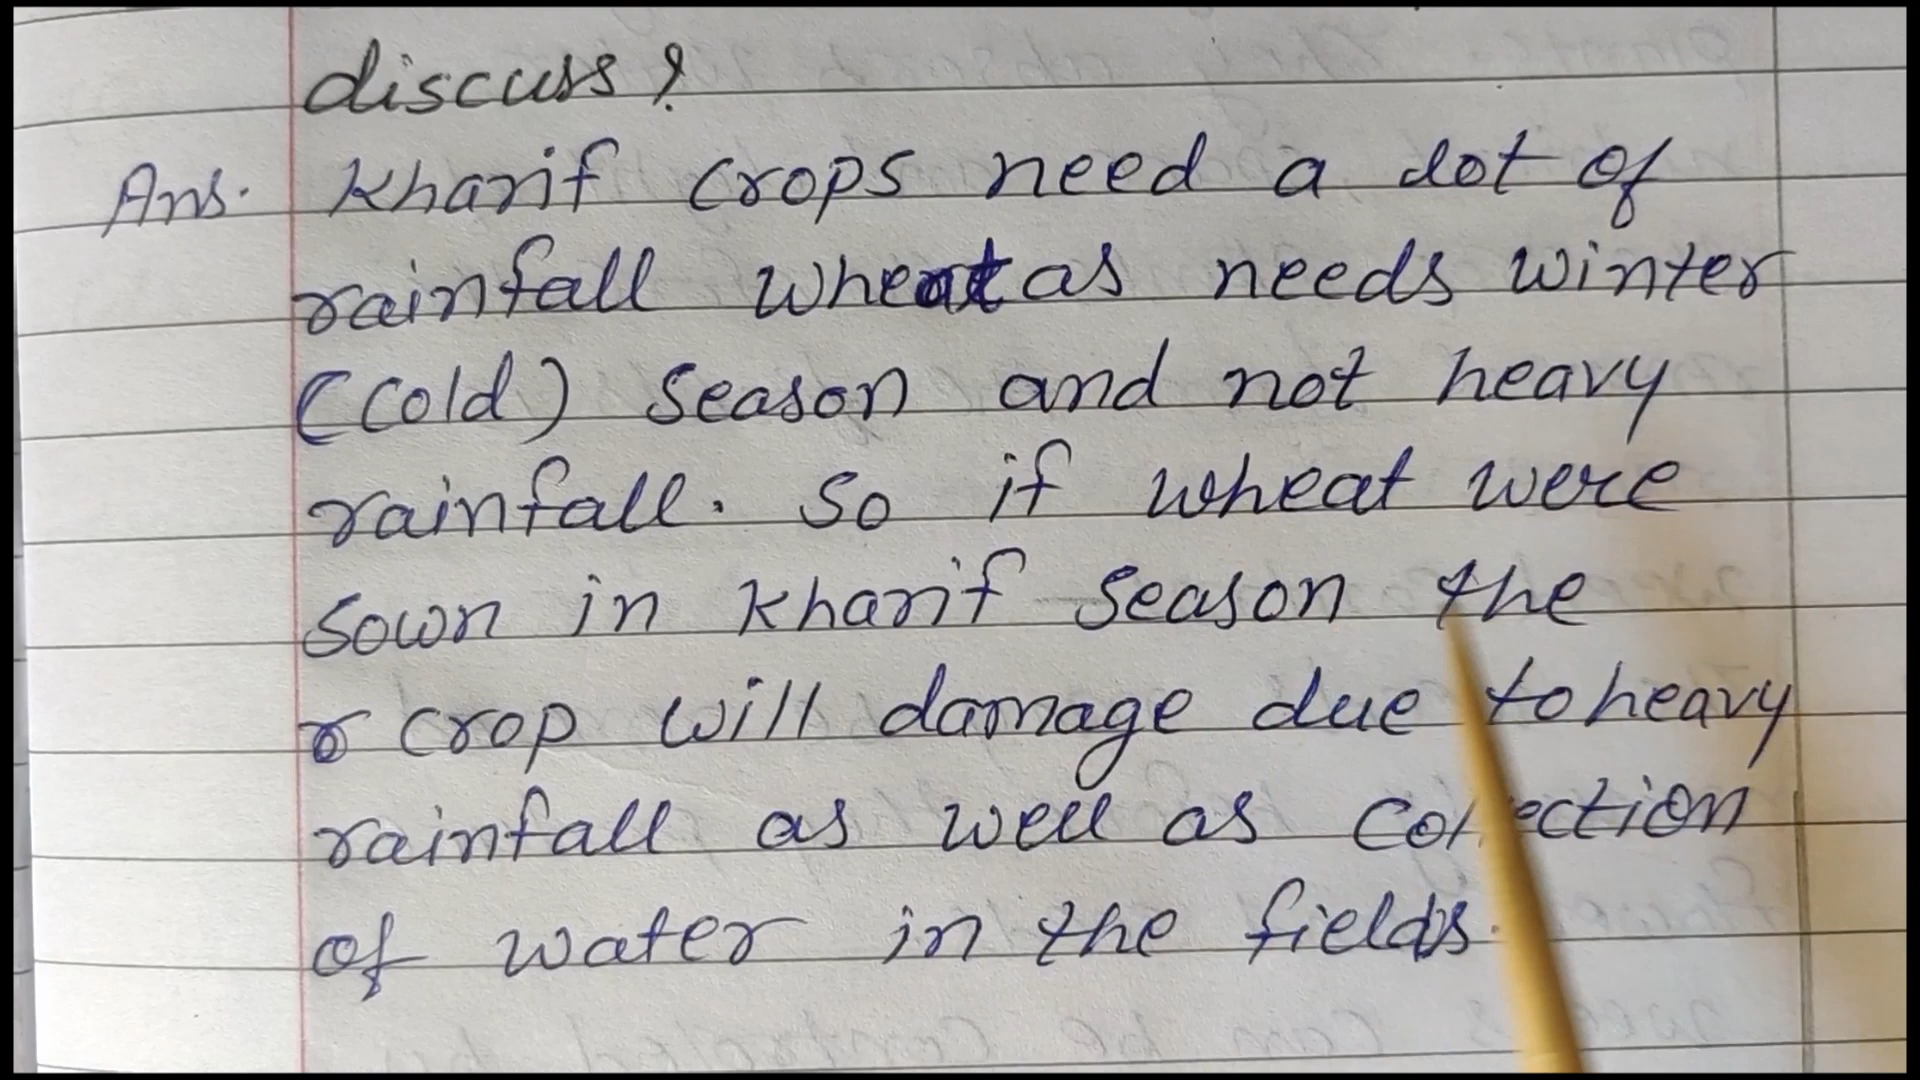 discuss?
Ans. Kharif crops need a lot of
rainfall wheat as needs winter
(cold) season and not heavy
rainfall. So if wheat were
sown in kharif season the
r crop will damage due to heavy
rainfall as well as collection
of water in the fields.